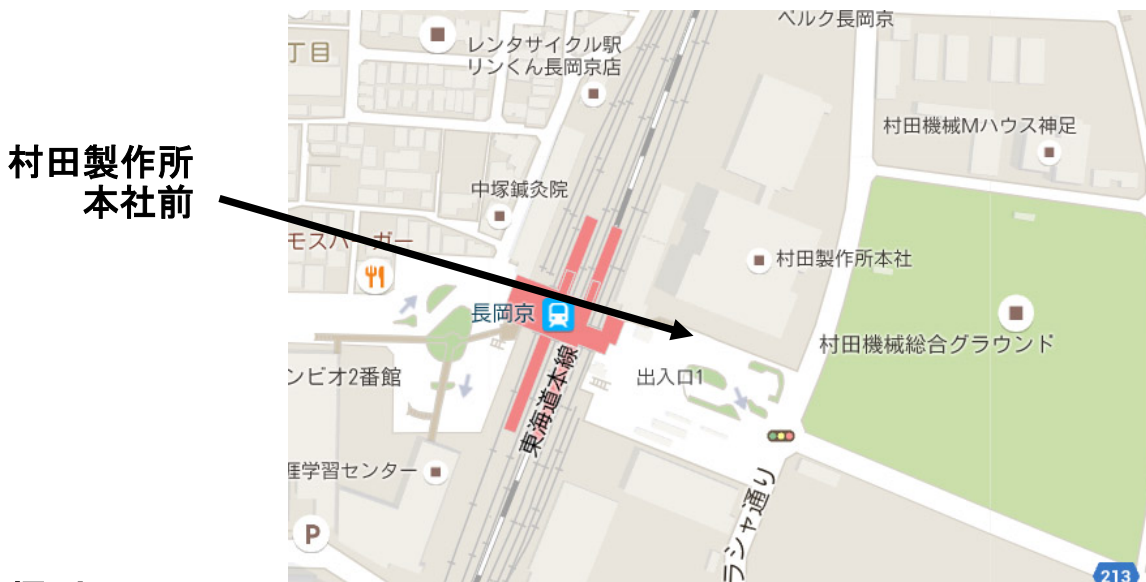 ベルク長岡京
丁目
レンタサイクル駅
リンくん長岡京店
村田機械Mハウス神足
村田製作所
本社前
中塚鍼灸院
モスバーガー
村田製作所本社
長岡京
村田機械総合グラウンド
ンビオ2番館
出入口1
東海道本線
涯学習センター
ラシャ通り
P
213